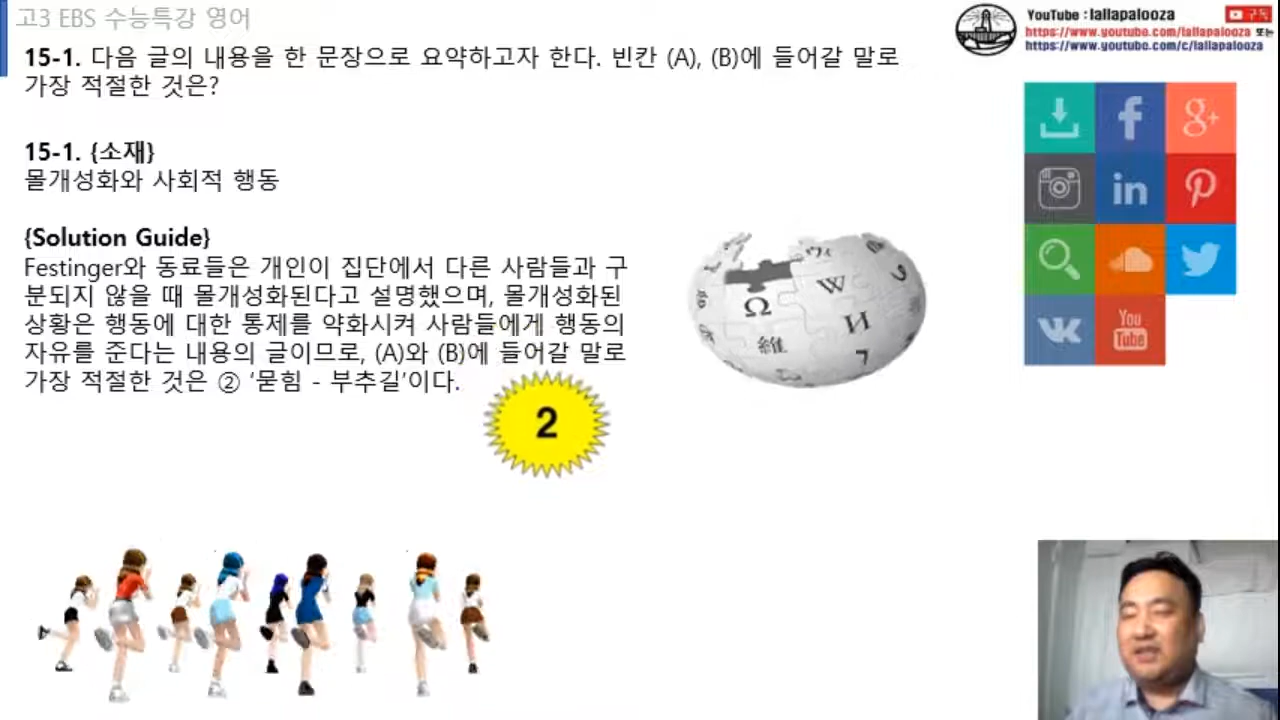 고3 EBS 수능특강 영어
15-1. 다음 글의 내용을 한 문장으로 요약하고자 한다. 빈칸 (A), (B)에 들어갈 말로
가장 적절한 것은?
15-1. {소재}
몰개성화와 사회적 행동
{Solution Guide}
Festinger와 동료들은 개인이 집단에서 다른 사람들과 구
분되지 않을 때 몰개성화된다고 설명했으며, 몰개성화된
상황은 행동에 대한 통제를 약화시켜 사람들에게 행동의
자유를 준다는 내용의 글이므로, (A)와 (B)에 들어갈 말로
가장 적절한 것은 ② ‘묻힘 - 부추길’이다.
2
YouTube : lallapalooza
구독
https://www.youtube.com/lallapalooza 또는
https://www.youtube.com/c/lallapalooza
f
g+
in
You
Tube
Ω
W
И
維
7